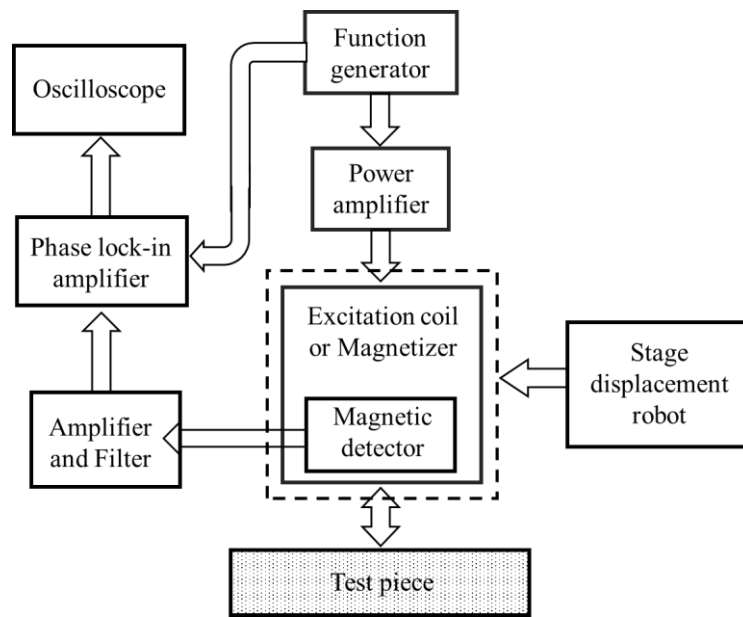 Function
generator
Oscilloscope
Power
amplifier
Phase lock-in
amplifier
Excitation coil
or Magnetizer
Stage
displacement
robot
Magnetic
detector
Amplifier
and Filter
Test piece